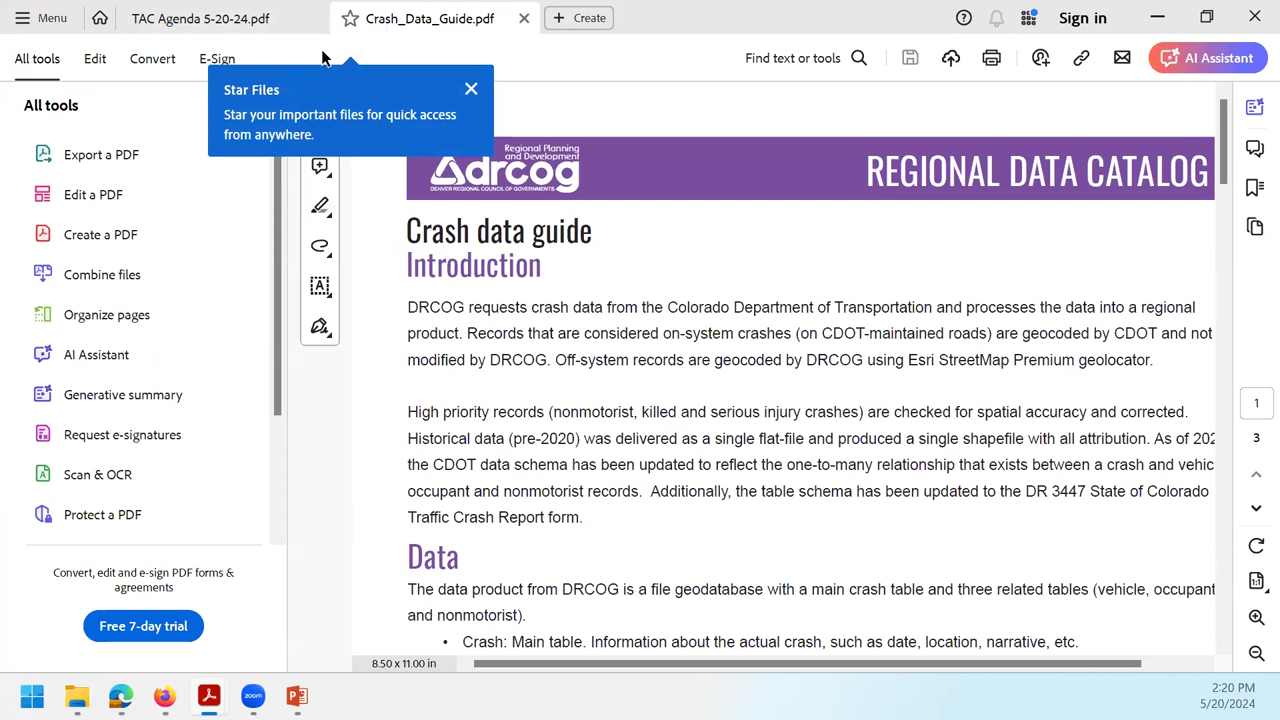 Menu
TAC Agenda 5-20-24.pdf
Crash_Data_Guide.pdf
Create
Sign in
All tools
Edit
Convert
E-Sign
Find text or tools
AI Assistant
Star Files
Star your important files for quick access
from anywhere.
All tools
Export a PDF
Edit a PDF
Create a PDF
Combine files
Organize pages
AI Assistant
Generative summary
Request e-signatures
Scan & OCR
Protect a PDF
Convert, edit and e-sign PDF forms &
agreements
Free 7-day trial
Regional Planning
and Development
drcog
DENVER REGIONAL COUNCIL OF GOVERNMENTS
REGIONAL DATA CATALOG
Crash data guide
Introduction
DRCOG requests crash data from the Colorado Department of Transportation and processes the data into a regional
product. Records that are considered on-system crashes (on CDOT-maintained roads) are geocoded by CDOT and not
modified by DRCOG. Off-system records are geocoded by DRCOG using Esri StreetMap Premium geolocator.
High priority records (nonmotorist, killed and serious injury crashes) are checked for spatial accuracy and corrected.
Historical data (pre-2020) was delivered as a single flat-file and produced a single shapefile with all attribution. As of 202
the CDOT data schema has been updated to reflect the one-to-many relationship that exists between a crash and vehic
occupant and nonmotorist records. Additionally, the table schema has been updated to the DR 3447 State of Colorado
Traffic Crash Report form.
Data
The data product from DRCOG is a file geodatabase with a main crash table and three related tables (vehicle, occupant
and nonmotorist).
• Crash: Main table. Information about the actual crash, such as date, location, narrative, etc.
8.50 x 11.00 in
1
3
1:1
zoom
2:20 PM
5/20/2024